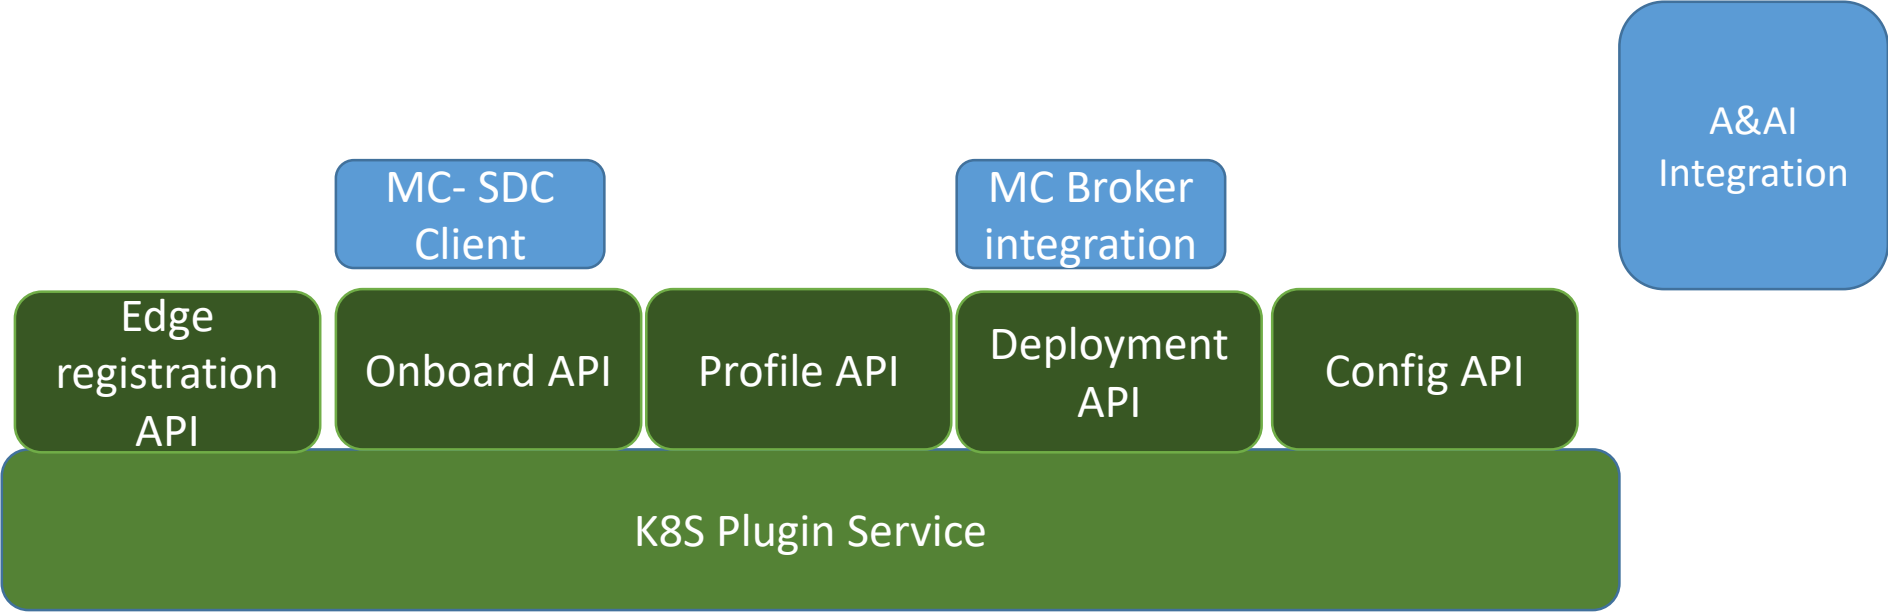 A&AI
Integration
MC- SDC
Client
MC Broker
integration
Edge
registration
API
Onboard API
Profile API
Deployment
API
Config API
K8S Plugin Service